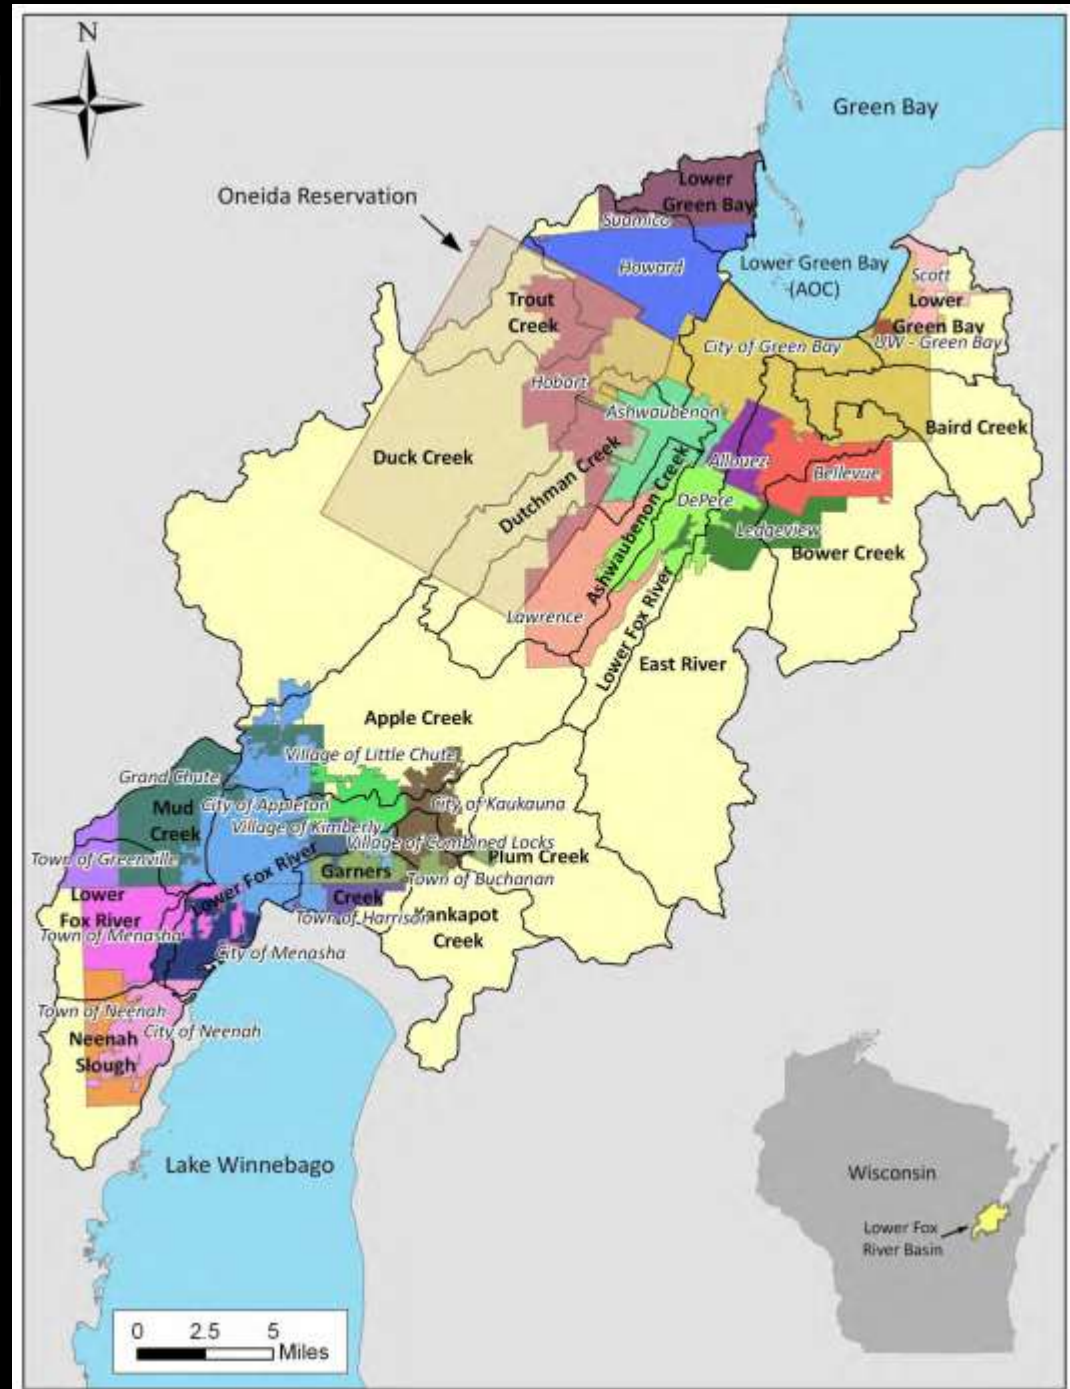 N
Green Bay
Oneida Reservation
Lower
Green Bay
Suamico
Howard
Lower Green Bay
(AOC)
Scott
Lower
Green Bay
UW - Green Bay
Trout
Creek
City of Green Bay
Hobart
Ashwaubenon
Baird Creek
Duck Creek
Dutchman Creek
Allouez
Bellevue
Ashwaubenon Creek
DePere
Ledgeview
Bower Creek
Lawrence
Lower Fox River
East River
Apple Creek
Village of Little Chute
Grand Chute
Mud
Creek
City of Appleton
City of Kaukauna
Village of Kimberly
Village of Combined Locks
Plum Creek
Town of Greenville
Lower Fox River
Garners
Creek
Town of Buchanan
Lower
Fox River
Town of Harrison
Kankapot
Creek
Town of Menasha
City of Menasha
Town of Neenah
City of Neenah
Neenah
Slough
Lake Winnebago
Wisconsin
Lower Fox
River Basin
0 2.5 5
Miles